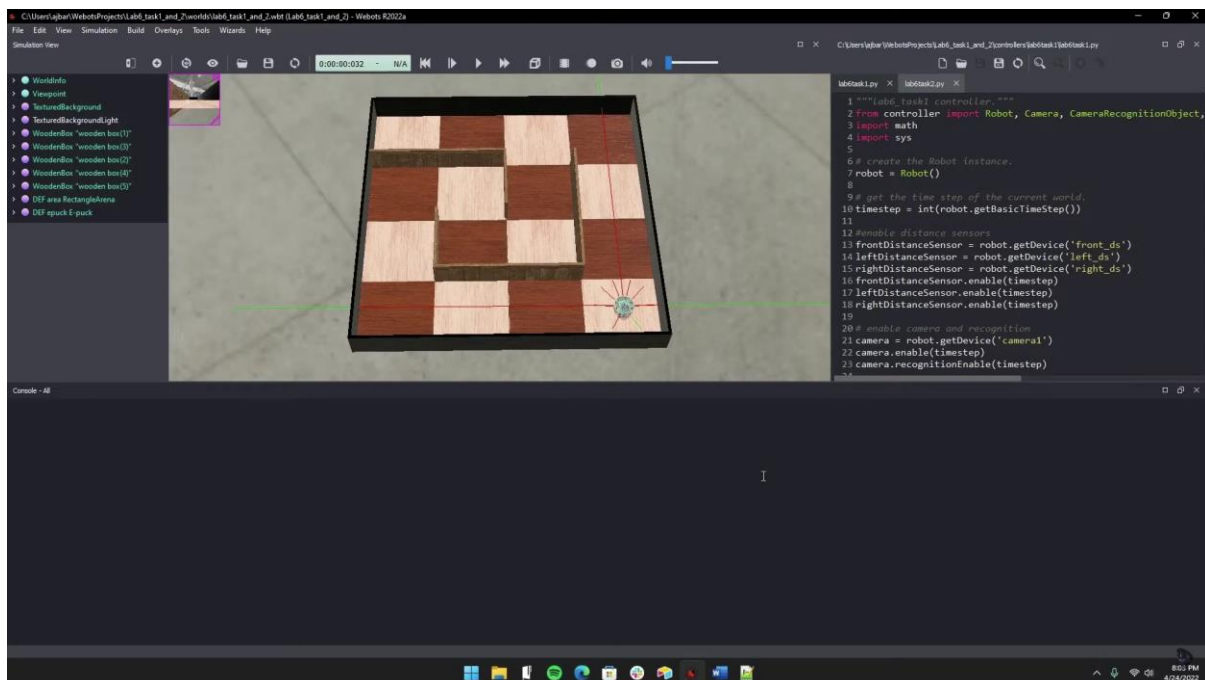 C:\Users\ajbar\WebotsProjects\Lab6_task1_and_2\worlds\lab6_task1_and_2.wbt (Lab6_task1_and_2) - Webots R2022a
File Edit View Simulation Build Overlays Tools Wizards Help
Simulation View
C:\Users\ajbar\WebotsProjects\Lab6_task1_and_2\controllers\lab6task1\lab6task1.py
0:00:00:032 - N/A
WorldInfo
Viewpoint
TexturedBackground
TexturedBackgroundLight
WoodenBox "wooden box(1)"
WoodenBox "wooden box(3)"
WoodenBox "wooden box(2)"
WoodenBox "wooden box(4)"
WoodenBox "wooden box(5)"
DEF area RectangleArena
DEF epuck E-puck
lab6task1.py × lab6task2.py ×
1 """lab6_task1 controller."""
2 from controller import Robot, Camera, CameraRecognitionObject,
3 import math
4 import sys
5
6 # create the Robot instance.
7 robot = Robot()
8
9 # get the time step of the current world.
10 timestep = int(robot.getBasicTimeStep())
11
12 #enable distance sensors
13 frontDistanceSensor = robot.getDevice('front_ds')
14 leftDistanceSensor = robot.getDevice('left_ds')
15 rightDistanceSensor = robot.getDevice('right_ds')
16 frontDistanceSensor.enable(timestep)
17 leftDistanceSensor.enable(timestep)
18 rightDistanceSensor.enable(timestep)
19
20 # enable camera and recognition
21 camera = robot.getDevice('camera1')
22 camera.enable(timestep)
23 camera.recognitionEnable(timestep)
24
Console - All
8:03 PM
4/24/2022